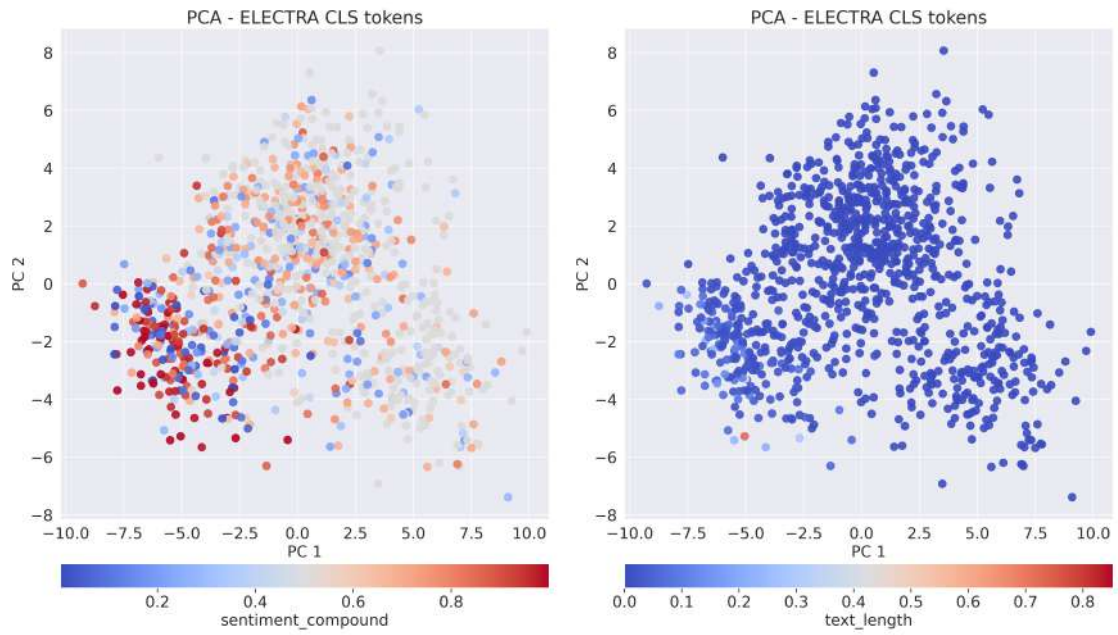 PCA - ELECTRA CLS tokens
8
6
4
2
0
−2
−4
−6
−8
PC 2
−10.0 −7.5 −5.0 −2.5 0.0 2.5 5.0 7.5 10.0
PC 1
0.2 0.4 0.6 0.8
sentiment_compound
PCA - ELECTRA CLS tokens
8
6
4
2
0
−2
−4
−6
−8
PC 2
−10.0 −7.5 −5.0 −2.5 0.0 2.5 5.0 7.5 10.0
PC 1
0.0 0.1 0.2 0.3 0.4 0.5 0.6 0.7 0.8
text_length